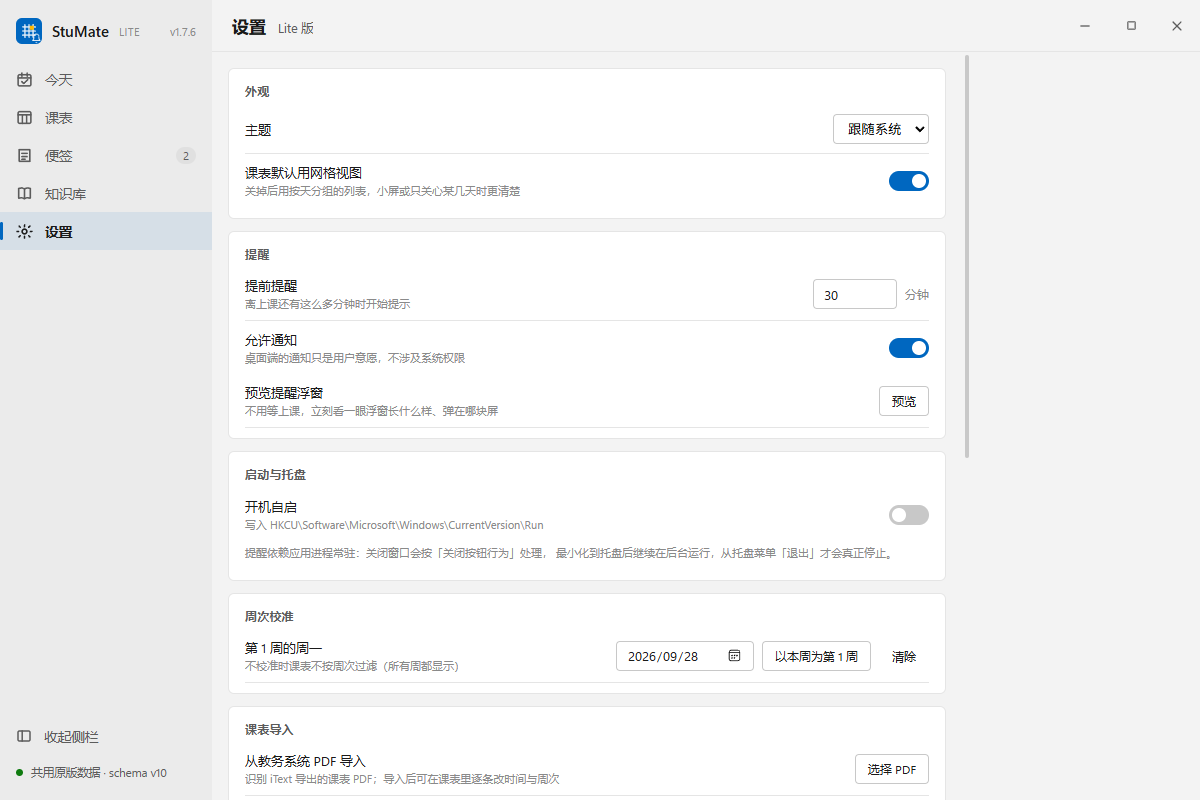 StuMate LITE v1.7.6
今天
课表
便签 2
知识库
设置
收起侧栏
共用原版数据 · schema v10
设置 Lite 版
外观
主题 跟随系统
课表默认用网格视图
关掉后用按天分组的列表，小屏或只关心某几天时更清楚
提醒
提前提醒
离上课还有这么多分钟时开始提示
30 分钟
允许通知
桌面端的通知只是用户意愿，不涉及系统权限
预览提醒浮窗
不用等上课，立刻看一眼浮窗长什么样、弹在哪块屏
预览
启动与托盘
开机自启
写入 HKCU\Software\Microsoft\Windows\CurrentVersion\Run
提醒依赖应用进程常驻：关闭窗口会按「关闭按钮行为」处理， 最小化到托盘后继续在后台运行，从托盘菜单「退出」才会真正停止。
周次校准
第 1 周的周一
不校准时课表不按周次过滤（所有周都显示）
2026/09/28 以本周为第 1 周 清除
课表导入
从教务系统 PDF 导入
识别 iText 导出的课表 PDF；导入后可在课表里逐条改时间与周次
选择 PDF